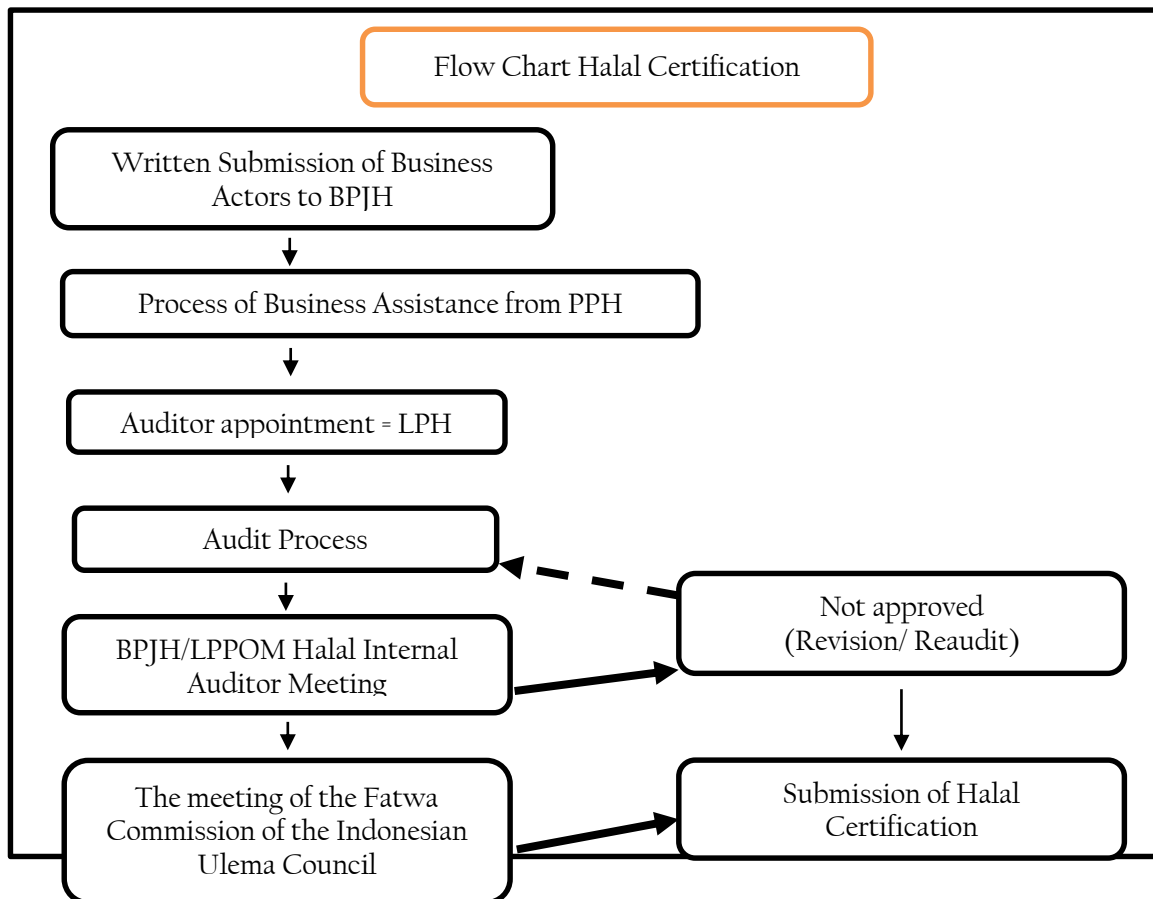 Flow Chart Halal Certification
Written Submission of Business
Actors to BPJH
Process of Business Assistance from PPH
Auditor appointment = LPH
Audit Process
BPJH/LPPOM Halal Internal
Auditor Meeting
Not approved
(Revision/ Reaudit)
The meeting of the Fatwa
Commission of the Indonesian
Ulema Council
Submission of Halal
Certification